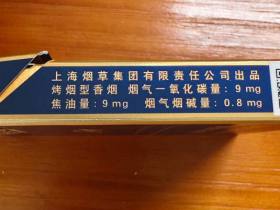 上海烟草集团有限责任公司出品
烤烟型香烟 烟气一氧化碳量：9 mg
焦油量：9 mg 烟气烟碱量：0.8 mg